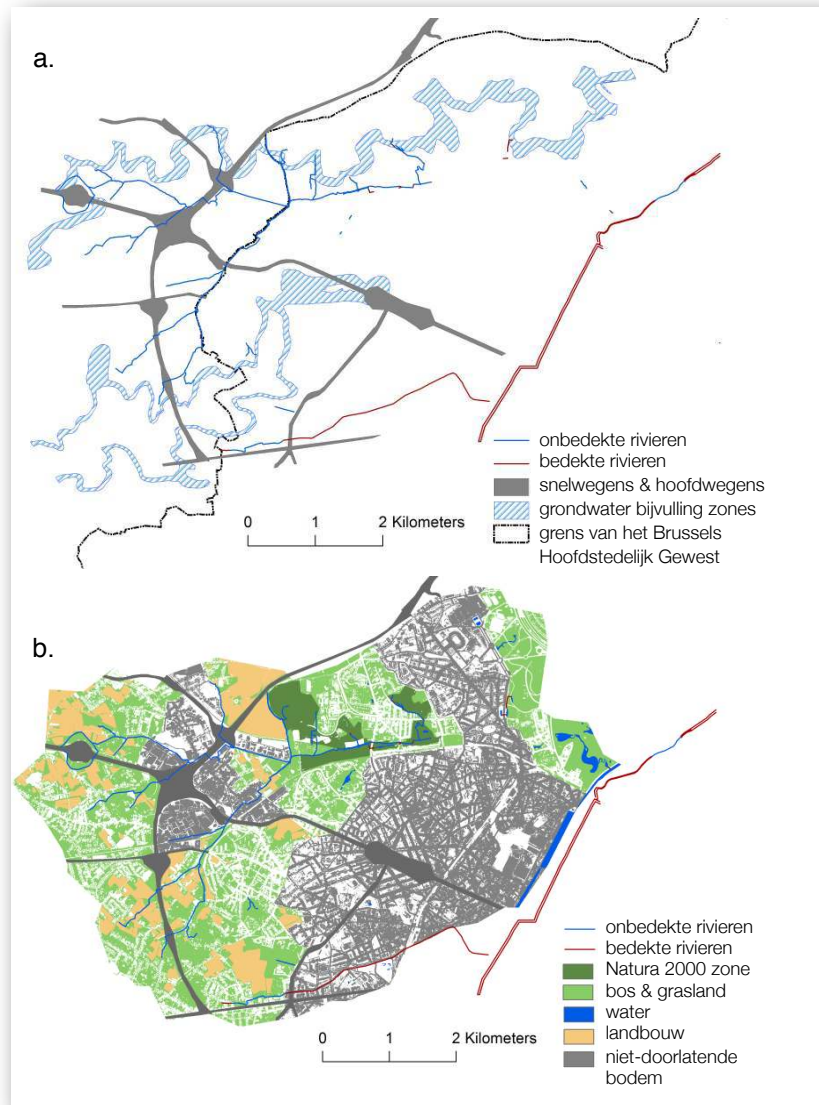 a.
onbedekte rivieren
bedekte rivieren
snelwegens & hoofdwegens
grondwater bijvulling zones
grens van het Brussels
Hoofdstedelijk Gewest
0 1 2 Kilometers
b.
onbedekte rivieren
bedekte rivieren
Natura 2000 zone
bos & grasland
water
landbouw
niet-doorlatende
bodem
0 1 2 Kilometers